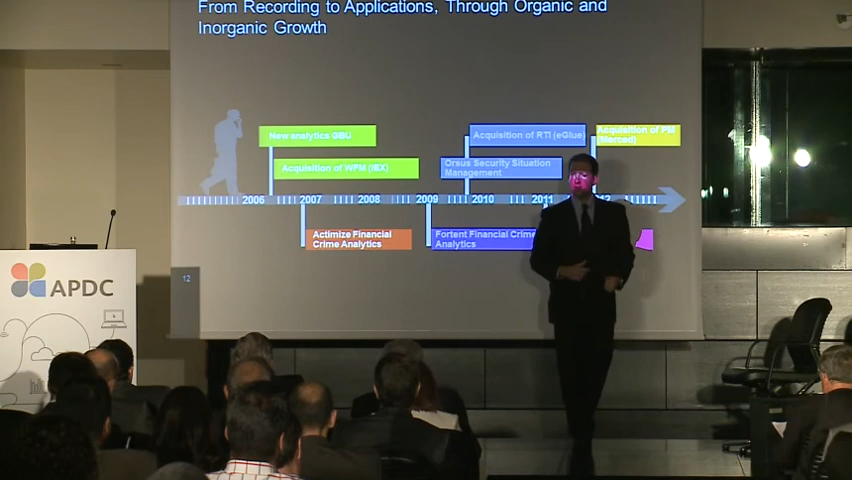 From Recording to Applications, Through Organic and
Inorganic Growth
New analytics GBU
Acquisition of WFM (IEX)
Acquisition of RTI (eGlue)
Orsus Security Situation
Management
Acquisition of PM
(Merced)
2006 2007 2008 2009 2010 2011
Actimize Financial
Crime Analytics
Fortent Financial Crime
Analytics
12
APDC